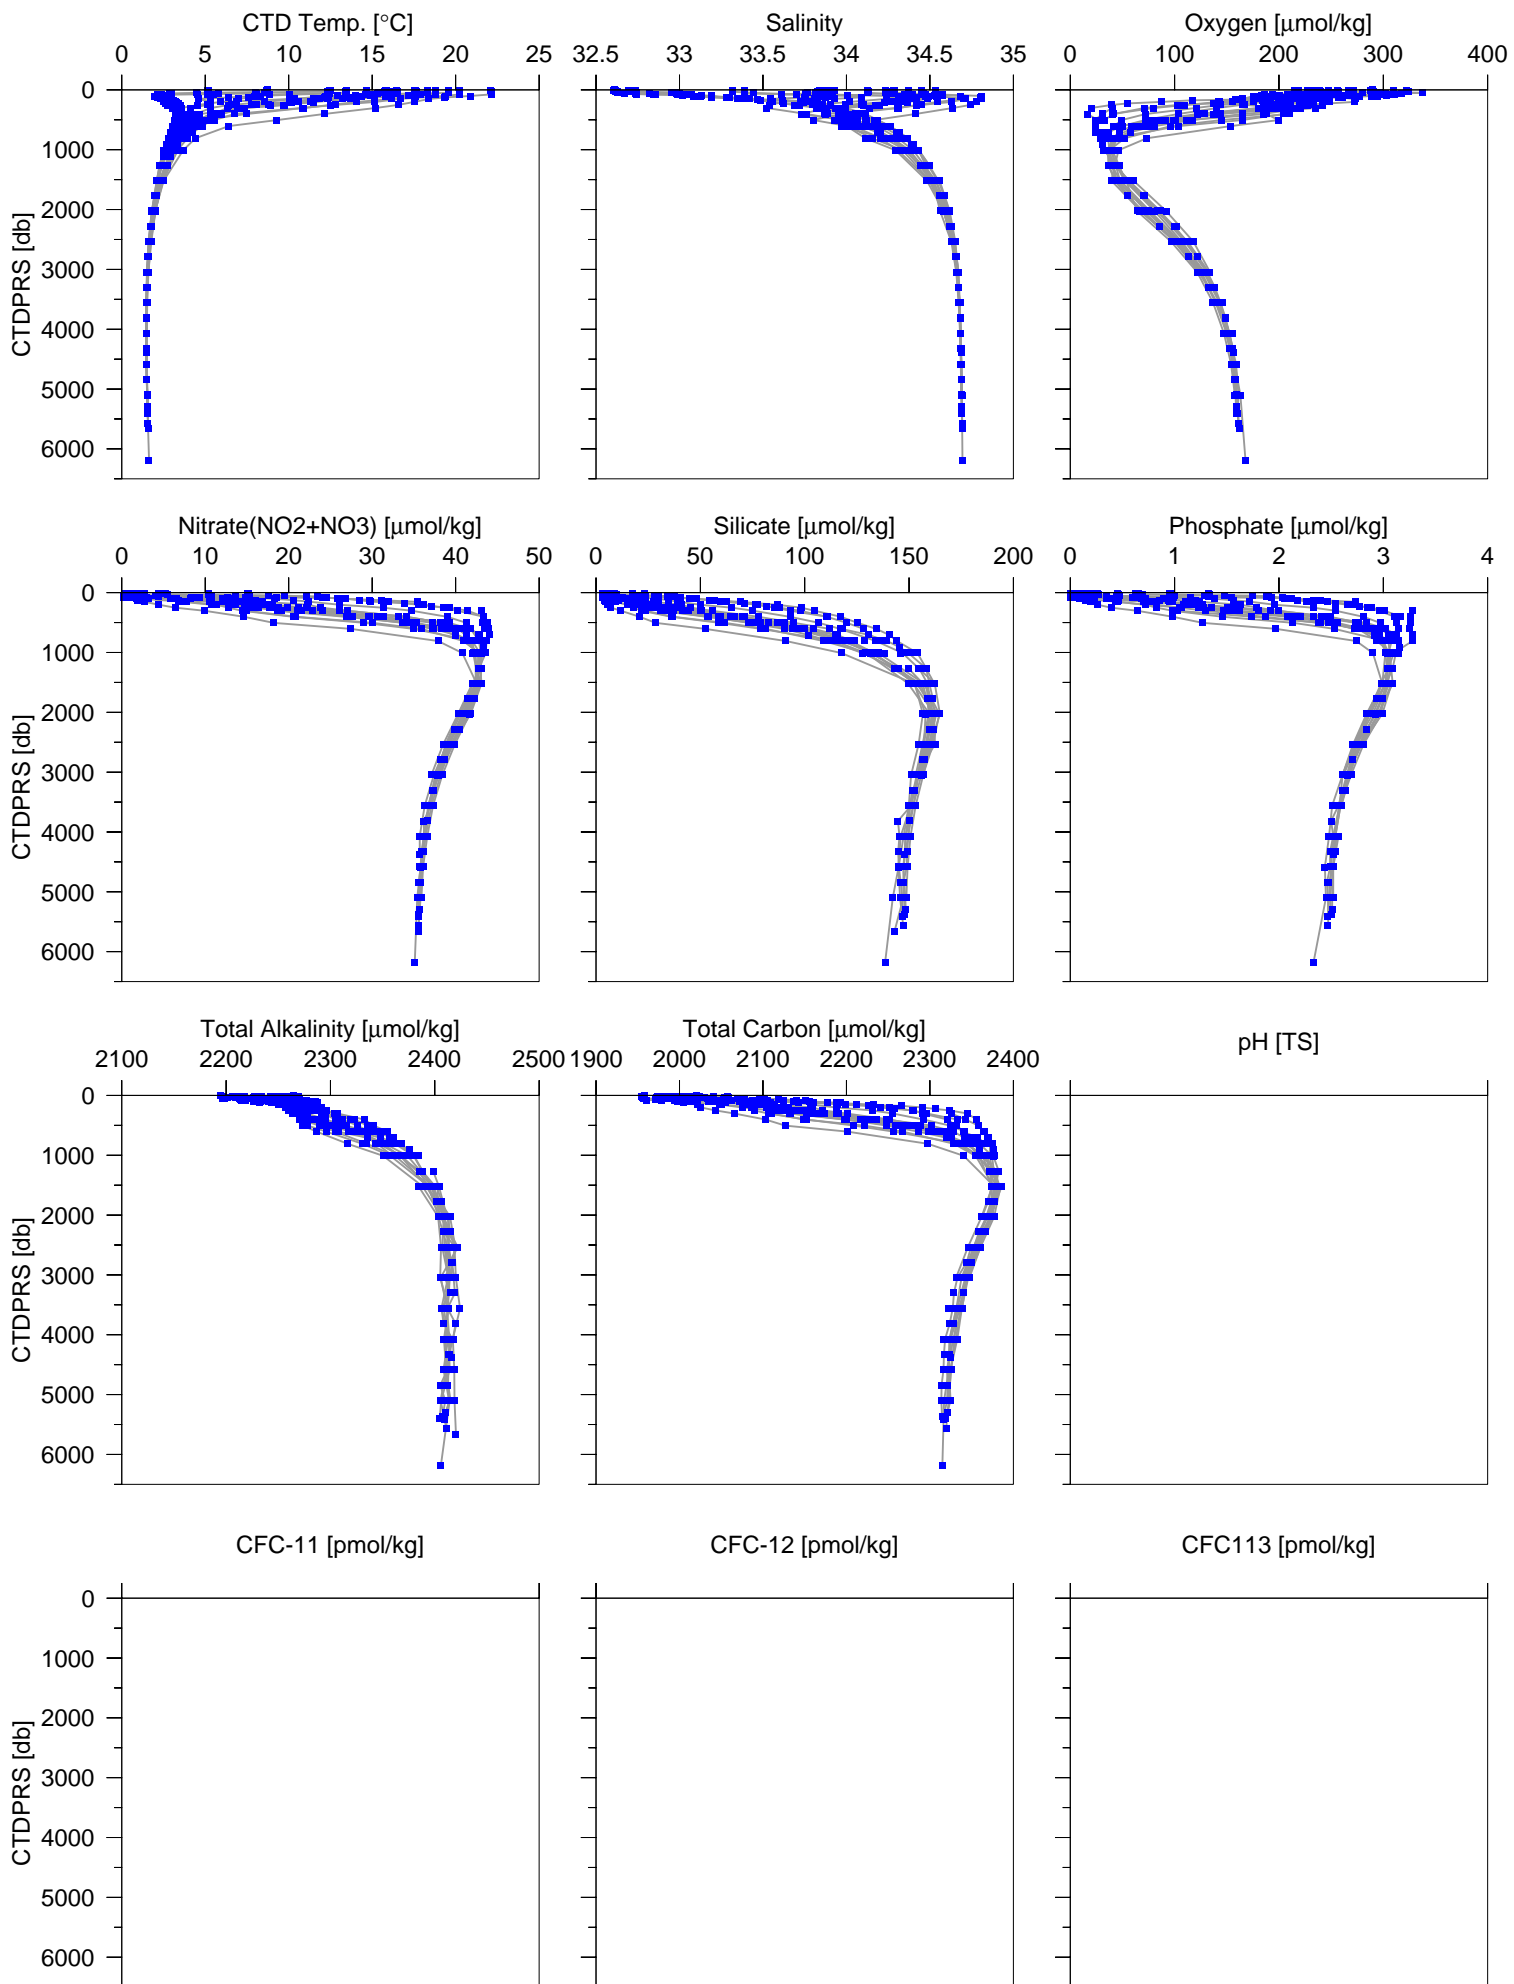 CTD Temp. [°C] Salinity Oxygen [μmol/kg]
0 5 10 15 20 25 32.5 33 33.5 34 34.5 35 0 100 200 300 400
0
1000
2000
3000
4000
5000
6000
CTDPRS [db]
Nitrate(NO2+NO3) [μmol/kg] Silicate [μmol/kg] Phosphate [μmol/kg]
0 10 20 30 40 50 0 50 100 150 200 0 1 2 3 4
0
1000
2000
3000
4000
5000
6000
CTDPRS [db]
Total Alkalinity [μmol/kg] Total Carbon [μmol/kg] pH [TS]
2100 2200 2300 2400 2500 1900 2000 2100 2200 2300 2400
0
1000
2000
3000
4000
5000
6000
CTDPRS [db]
CFC-11 [pmol/kg] CFC-12 [pmol/kg] CFC113 [pmol/kg]
0
1000
2000
3000
4000
5000
6000
CTDPRS [db]